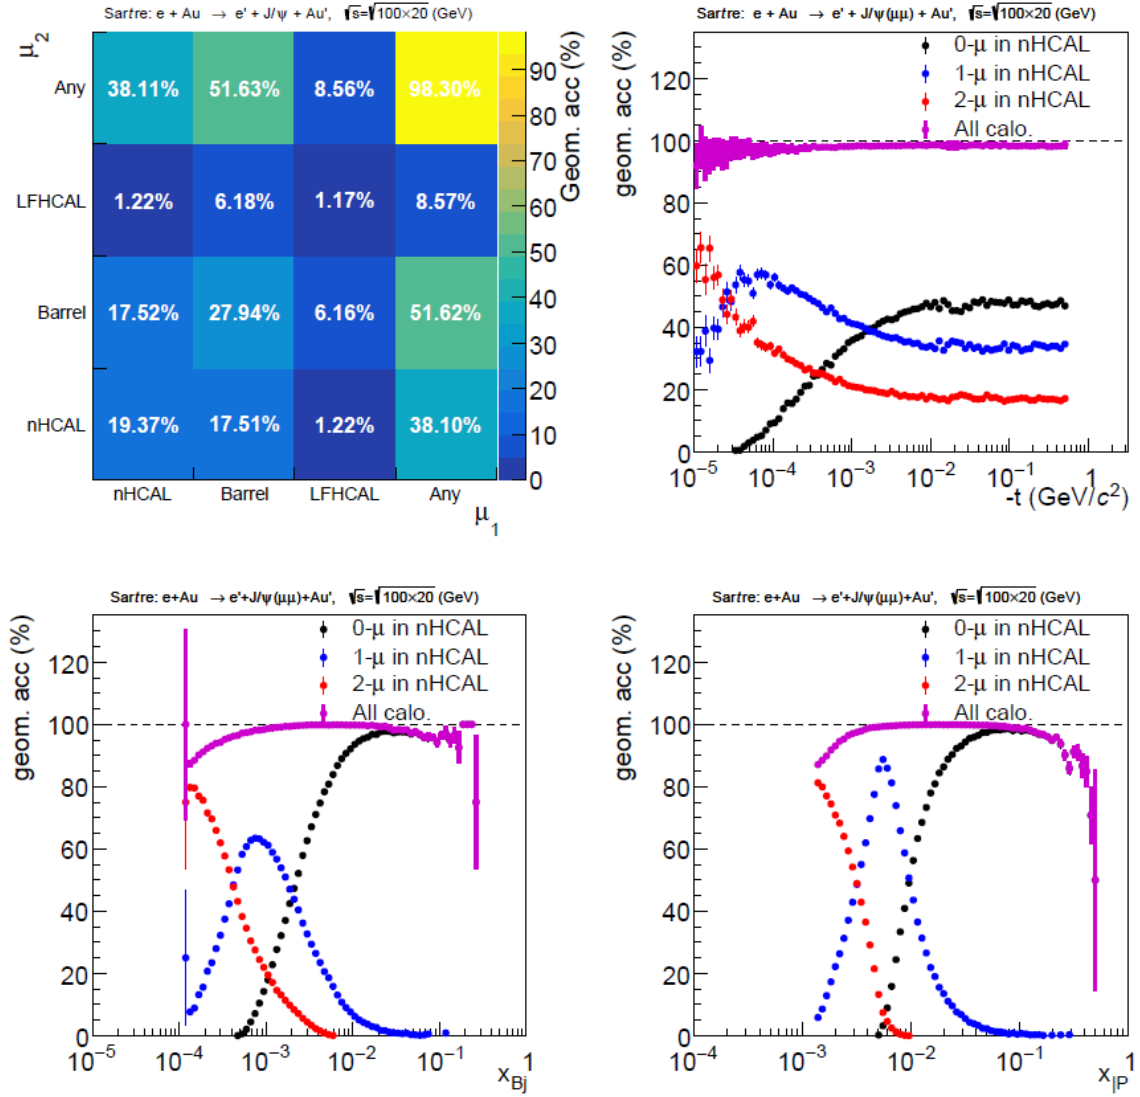 Sartre: e + Au → e' + J/ψ + Au', √s=√100×20 (GeV)
μ2
Geom. acc (%)
Any 38.11% 51.63% 8.56% 98.30%
LFHCAL 1.22% 6.18% 1.17% 8.57%
Barrel 17.52% 27.94% 6.16% 51.62%
nHCAL 19.37% 17.51% 1.22% 38.10%
nHCAL Barrel LFHCAL Any
μ1
90
80
70
60
50
40
30
20
10
0
Sartre: e + Au → e' + J/ψ(μμ) + Au', √s=√100×20 (GeV)
geom. acc (%)
0-μ in nHCAL
1-μ in nHCAL
2-μ in nHCAL
All calo.
120
100
80
60
40
20
0
10⁻⁵ 10⁻⁴ 10⁻³ 10⁻² 10⁻¹ 1
-t (GeV/c²)
Sartre: e+Au → e'+J/ψ(μμ)+Au', √s=√100×20 (GeV)
geom. acc (%)
0-μ in nHCAL
1-μ in nHCAL
2-μ in nHCAL
All calo.
120
100
80
60
40
20
0
10⁻⁵ 10⁻⁴ 10⁻³ 10⁻² 10⁻¹ 1
xBj
Sartre: e+Au → e'+J/ψ(μμ)+Au', √s=√100×20 (GeV)
geom. acc (%)
0-μ in nHCAL
1-μ in nHCAL
2-μ in nHCAL
All calo.
120
100
80
60
40
20
0
10⁻⁴ 10⁻³ 10⁻² 10⁻¹ 1
x|P